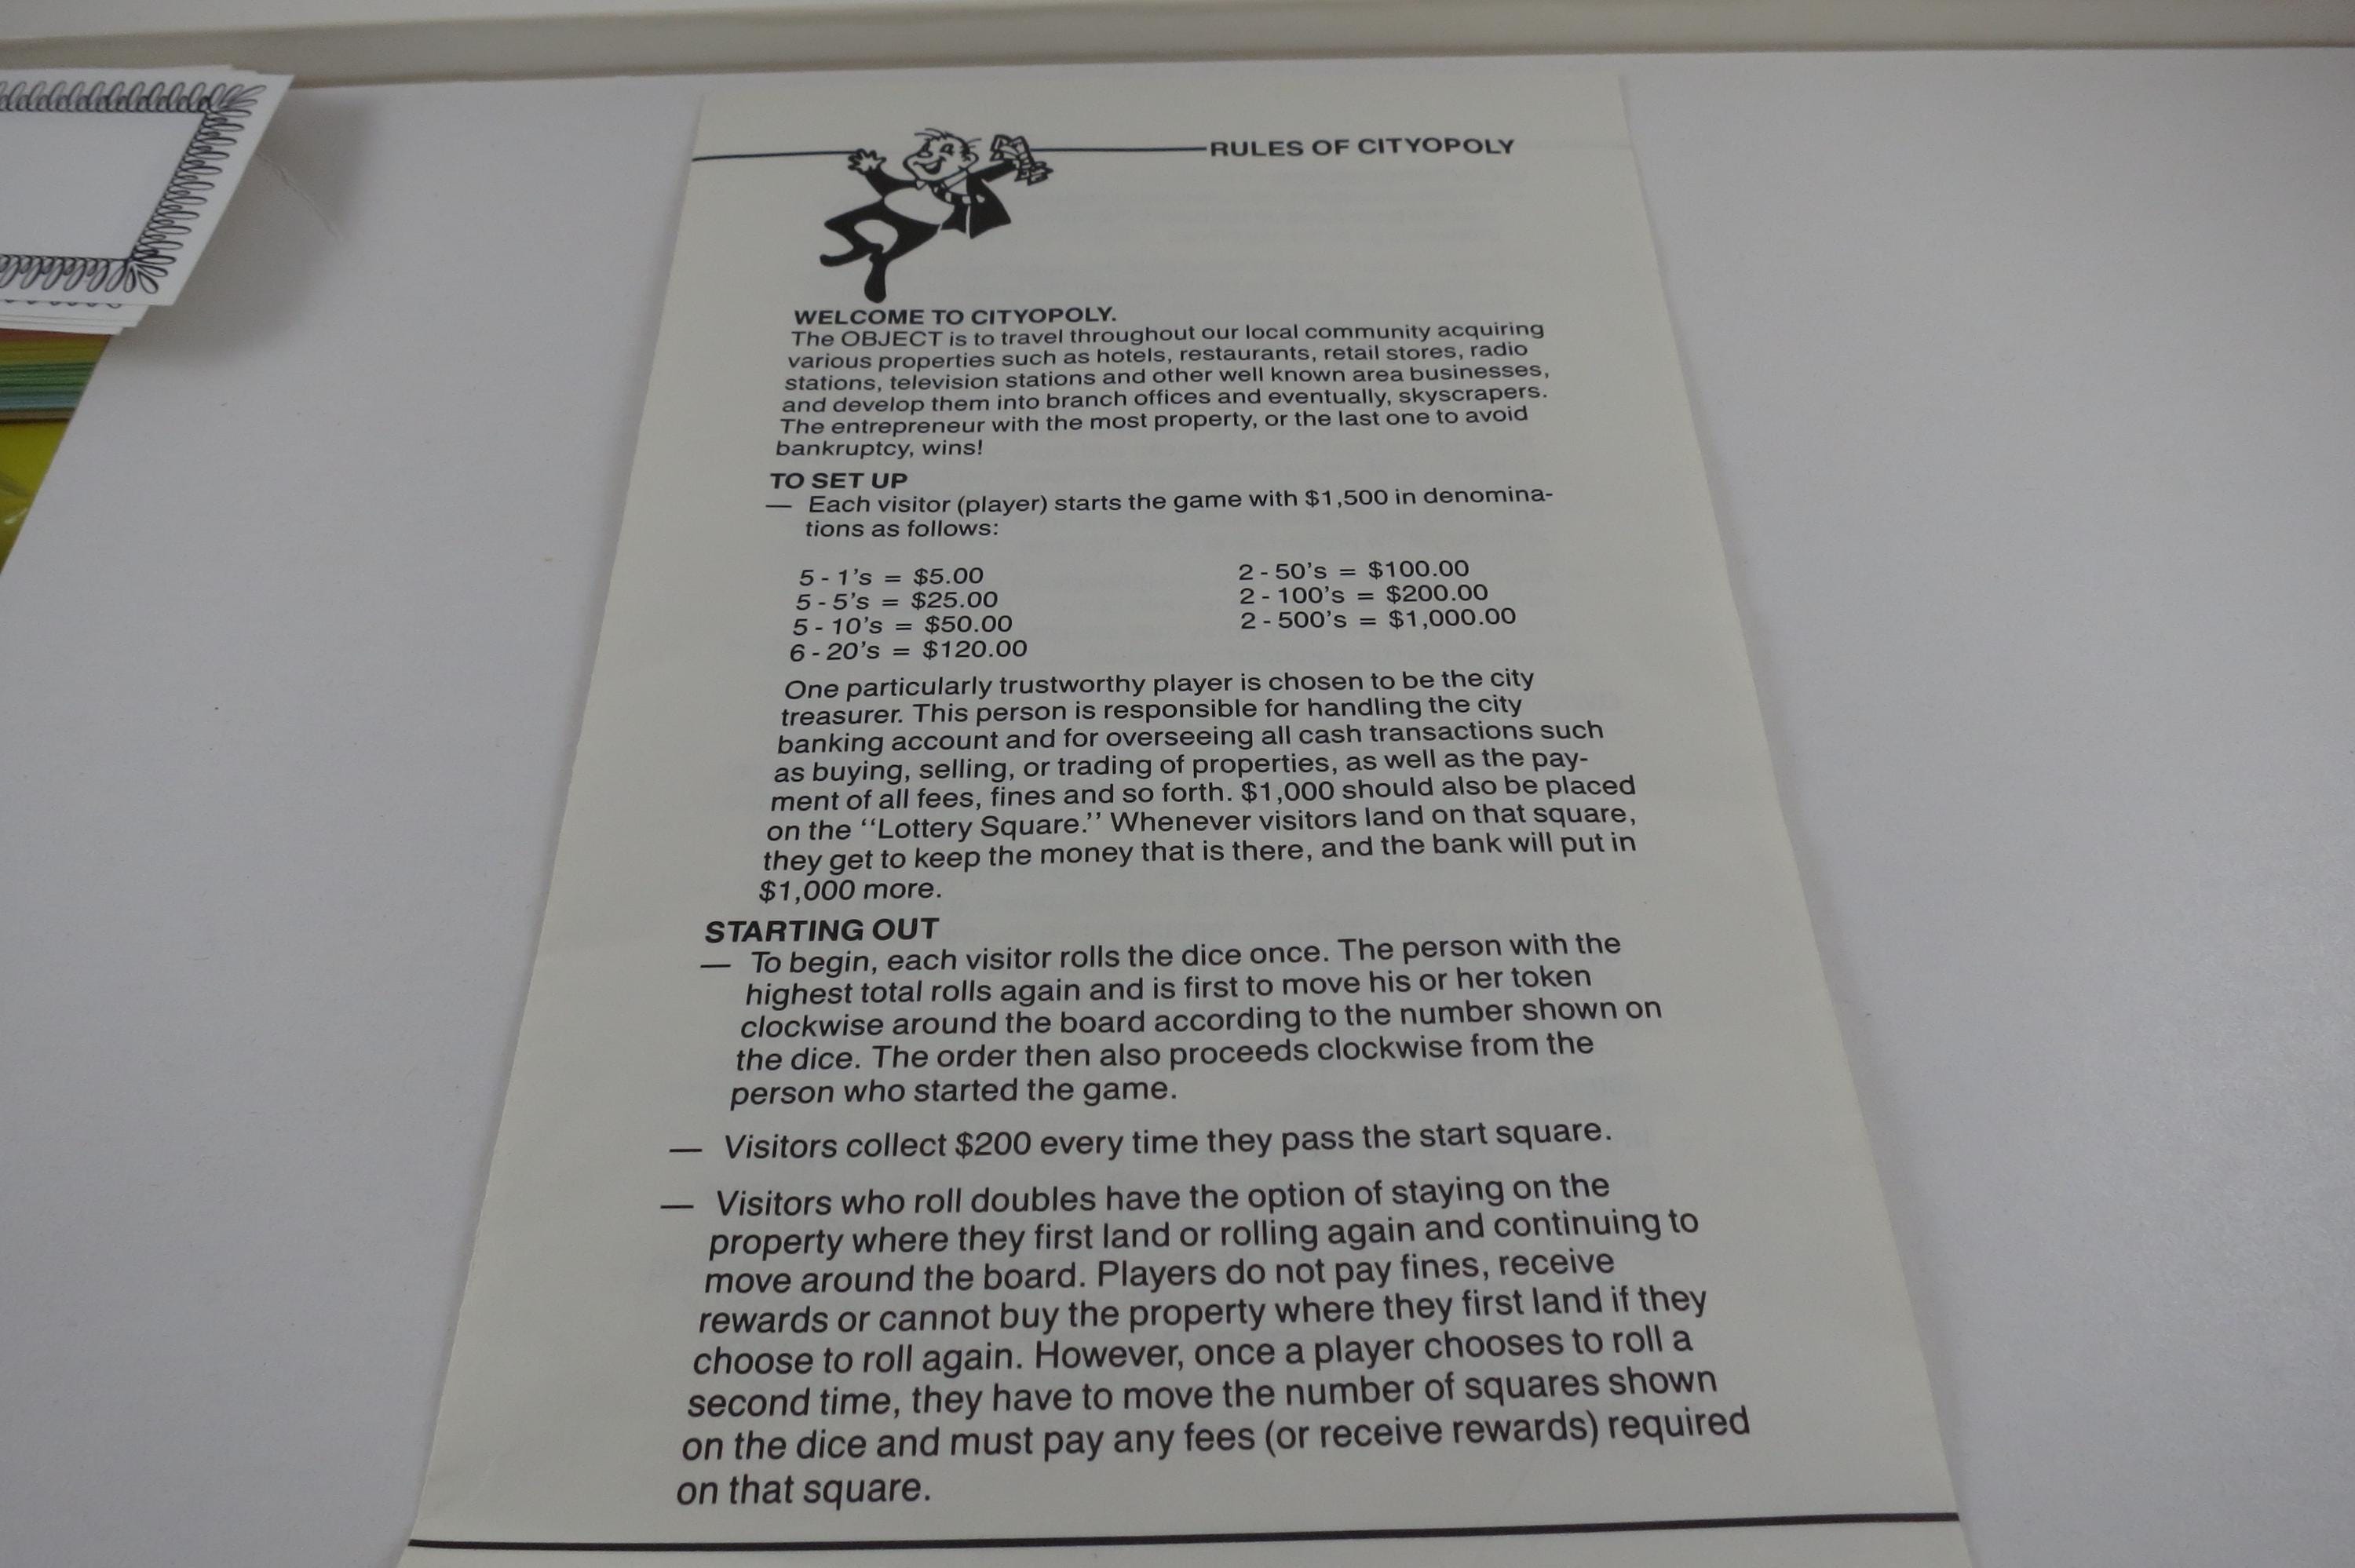 RULES OF CITYOPOLY
WELCOME TO CITYOPOLY.
The OBJECT is to travel throughout our local community acquiring
various properties such as hotels, restaurants, retail stores, radio
stations, television stations and other well known area businesses,
and develop them into branch offices and eventually, skyscrapers.
The entrepreneur with the most property, or the last one to avoid
bankruptcy, wins!
TO SET UP
— Each visitor (player) starts the game with $1,500 in denomina-
tions as follows:
5 - 1's = $5.00
5 - 5's = $25.00
5 - 10's = $50.00
6 - 20's = $120.00
2 - 50's = $100.00
2 - 100's = $200.00
2 - 500's = $1,000.00
One particularly trustworthy player is chosen to be the city
treasurer. This person is responsible for handling the city
banking account and for overseeing all cash transactions such
as buying, selling, or trading of properties, as well as the pay-
ment of all fees, fines and so forth. $1,000 should also be placed
on the ‘‘Lottery Square.’’ Whenever visitors land on that square,
they get to keep the money that is there, and the bank will put in
$1,000 more.
STARTING OUT
— To begin, each visitor rolls the dice once. The person with the
highest total rolls again and is first to move his or her token
clockwise around the board according to the number shown on
the dice. The order then also proceeds clockwise from the
person who started the game.
— Visitors collect $200 every time they pass the start square.
— Visitors who roll doubles have the option of staying on the
property where they first land or rolling again and continuing to
move around the board. Players do not pay fines, receive
rewards or cannot buy the property where they first land if they
choose to roll again. However, once a player chooses to roll a
second time, they have to move the number of squares shown
on the dice and must pay any fees (or receive rewards) required
on that square.